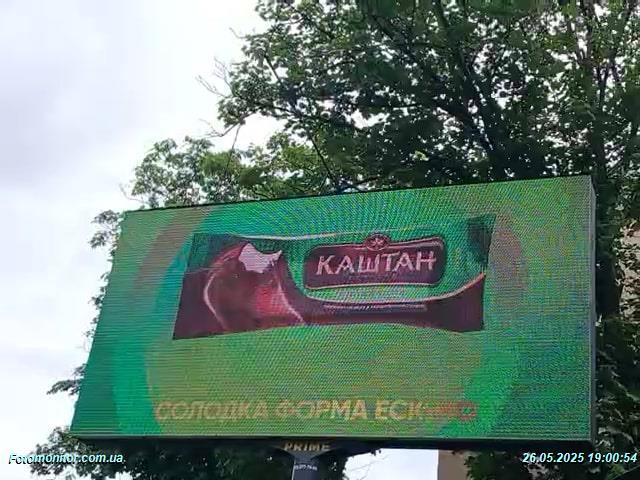 КАШТАН
СОЛОДКА ФОРМА ЕСКІМО
PRIME
Fotomonitor.com.ua
26.05.2025 19:00:54